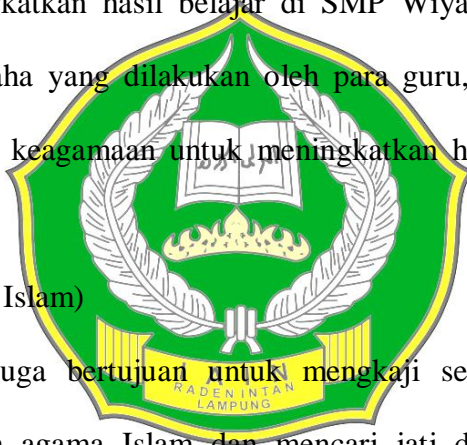 katkan hasil belajar di SMP Wiya
aha yang dilakukan oleh para guru,
keagamaan untuk meningkatkan h
Islam)
uga bertujuan untuk mengkaji se
agama Islam dan mencari jati d
RADEN INTAN
LAMPUNG